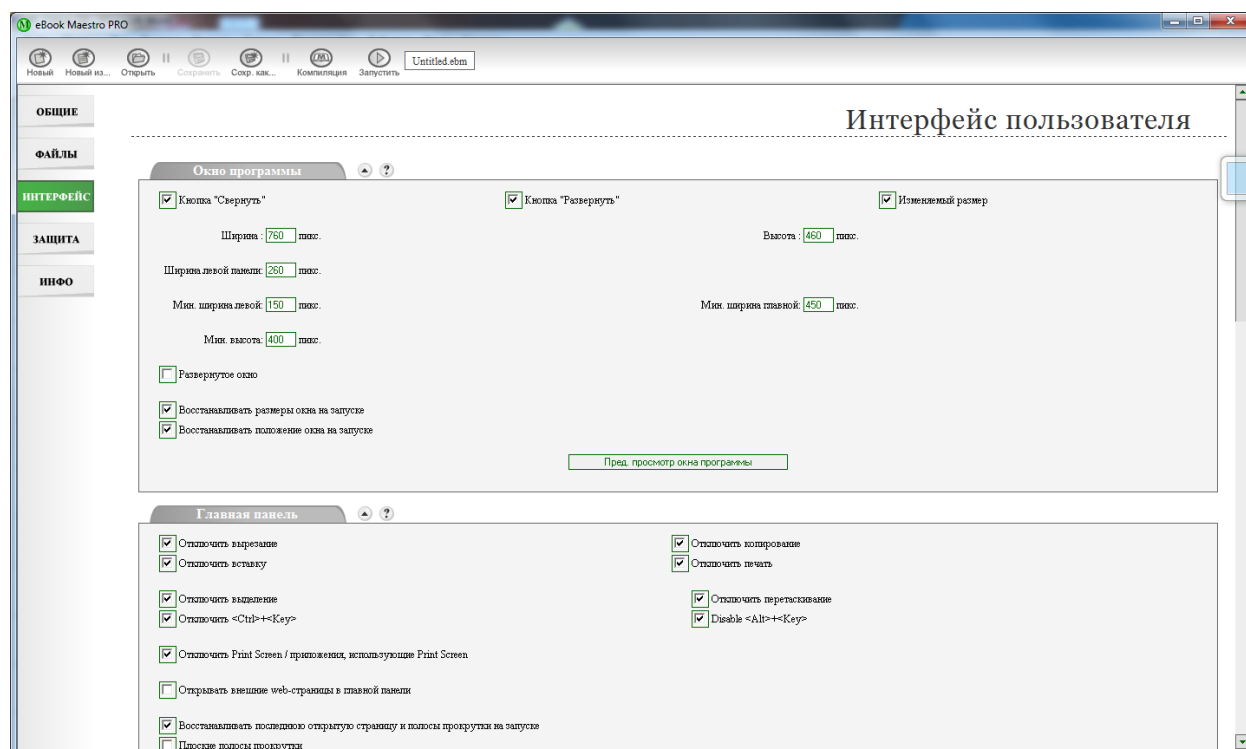 eBook Maestro PRO
Новый Новый из... Открыть Сохранить Сохр. как... Компиляция Запустить Untitled.ebm
ОБЩИЕ
ФАЙЛЫ
ИНТЕРФЕЙС
ЗАЩИТА
ИНФО
Интерфейс пользователя
Окно программы ?
Кнопка "Свернуть" Кнопка "Развернуть" Изменяемый размер
Ширина : 760 пикс. Высота : 460 пикс.
Ширина левой панели: 260 пикс.
Мин. ширина левой: 150 пикс. Мин. ширина главной: 450 пикс.
Мин. высота: 400 пикс.
Развернутое окно
Восстанавливать размеры окна на запуске
Восстанавливать положение окна на запуске
Пред. просмотр окна программы
Главная панель ?
Отключить вырезание Отключить копирование
Отключить вставку Отключить печать
Отключить выделение Отключить перетаскивание
Отключить <Ctrl>+<Key> Disable <Alt>+<Key>
Отключить Print Screen / приложения, использующие Print Screen
Открывать внешние web-страницы в главной панели
Восстанавливать последнюю открытую страницу и полосы прокрутки на запуске
Плоские полосы прокрутки